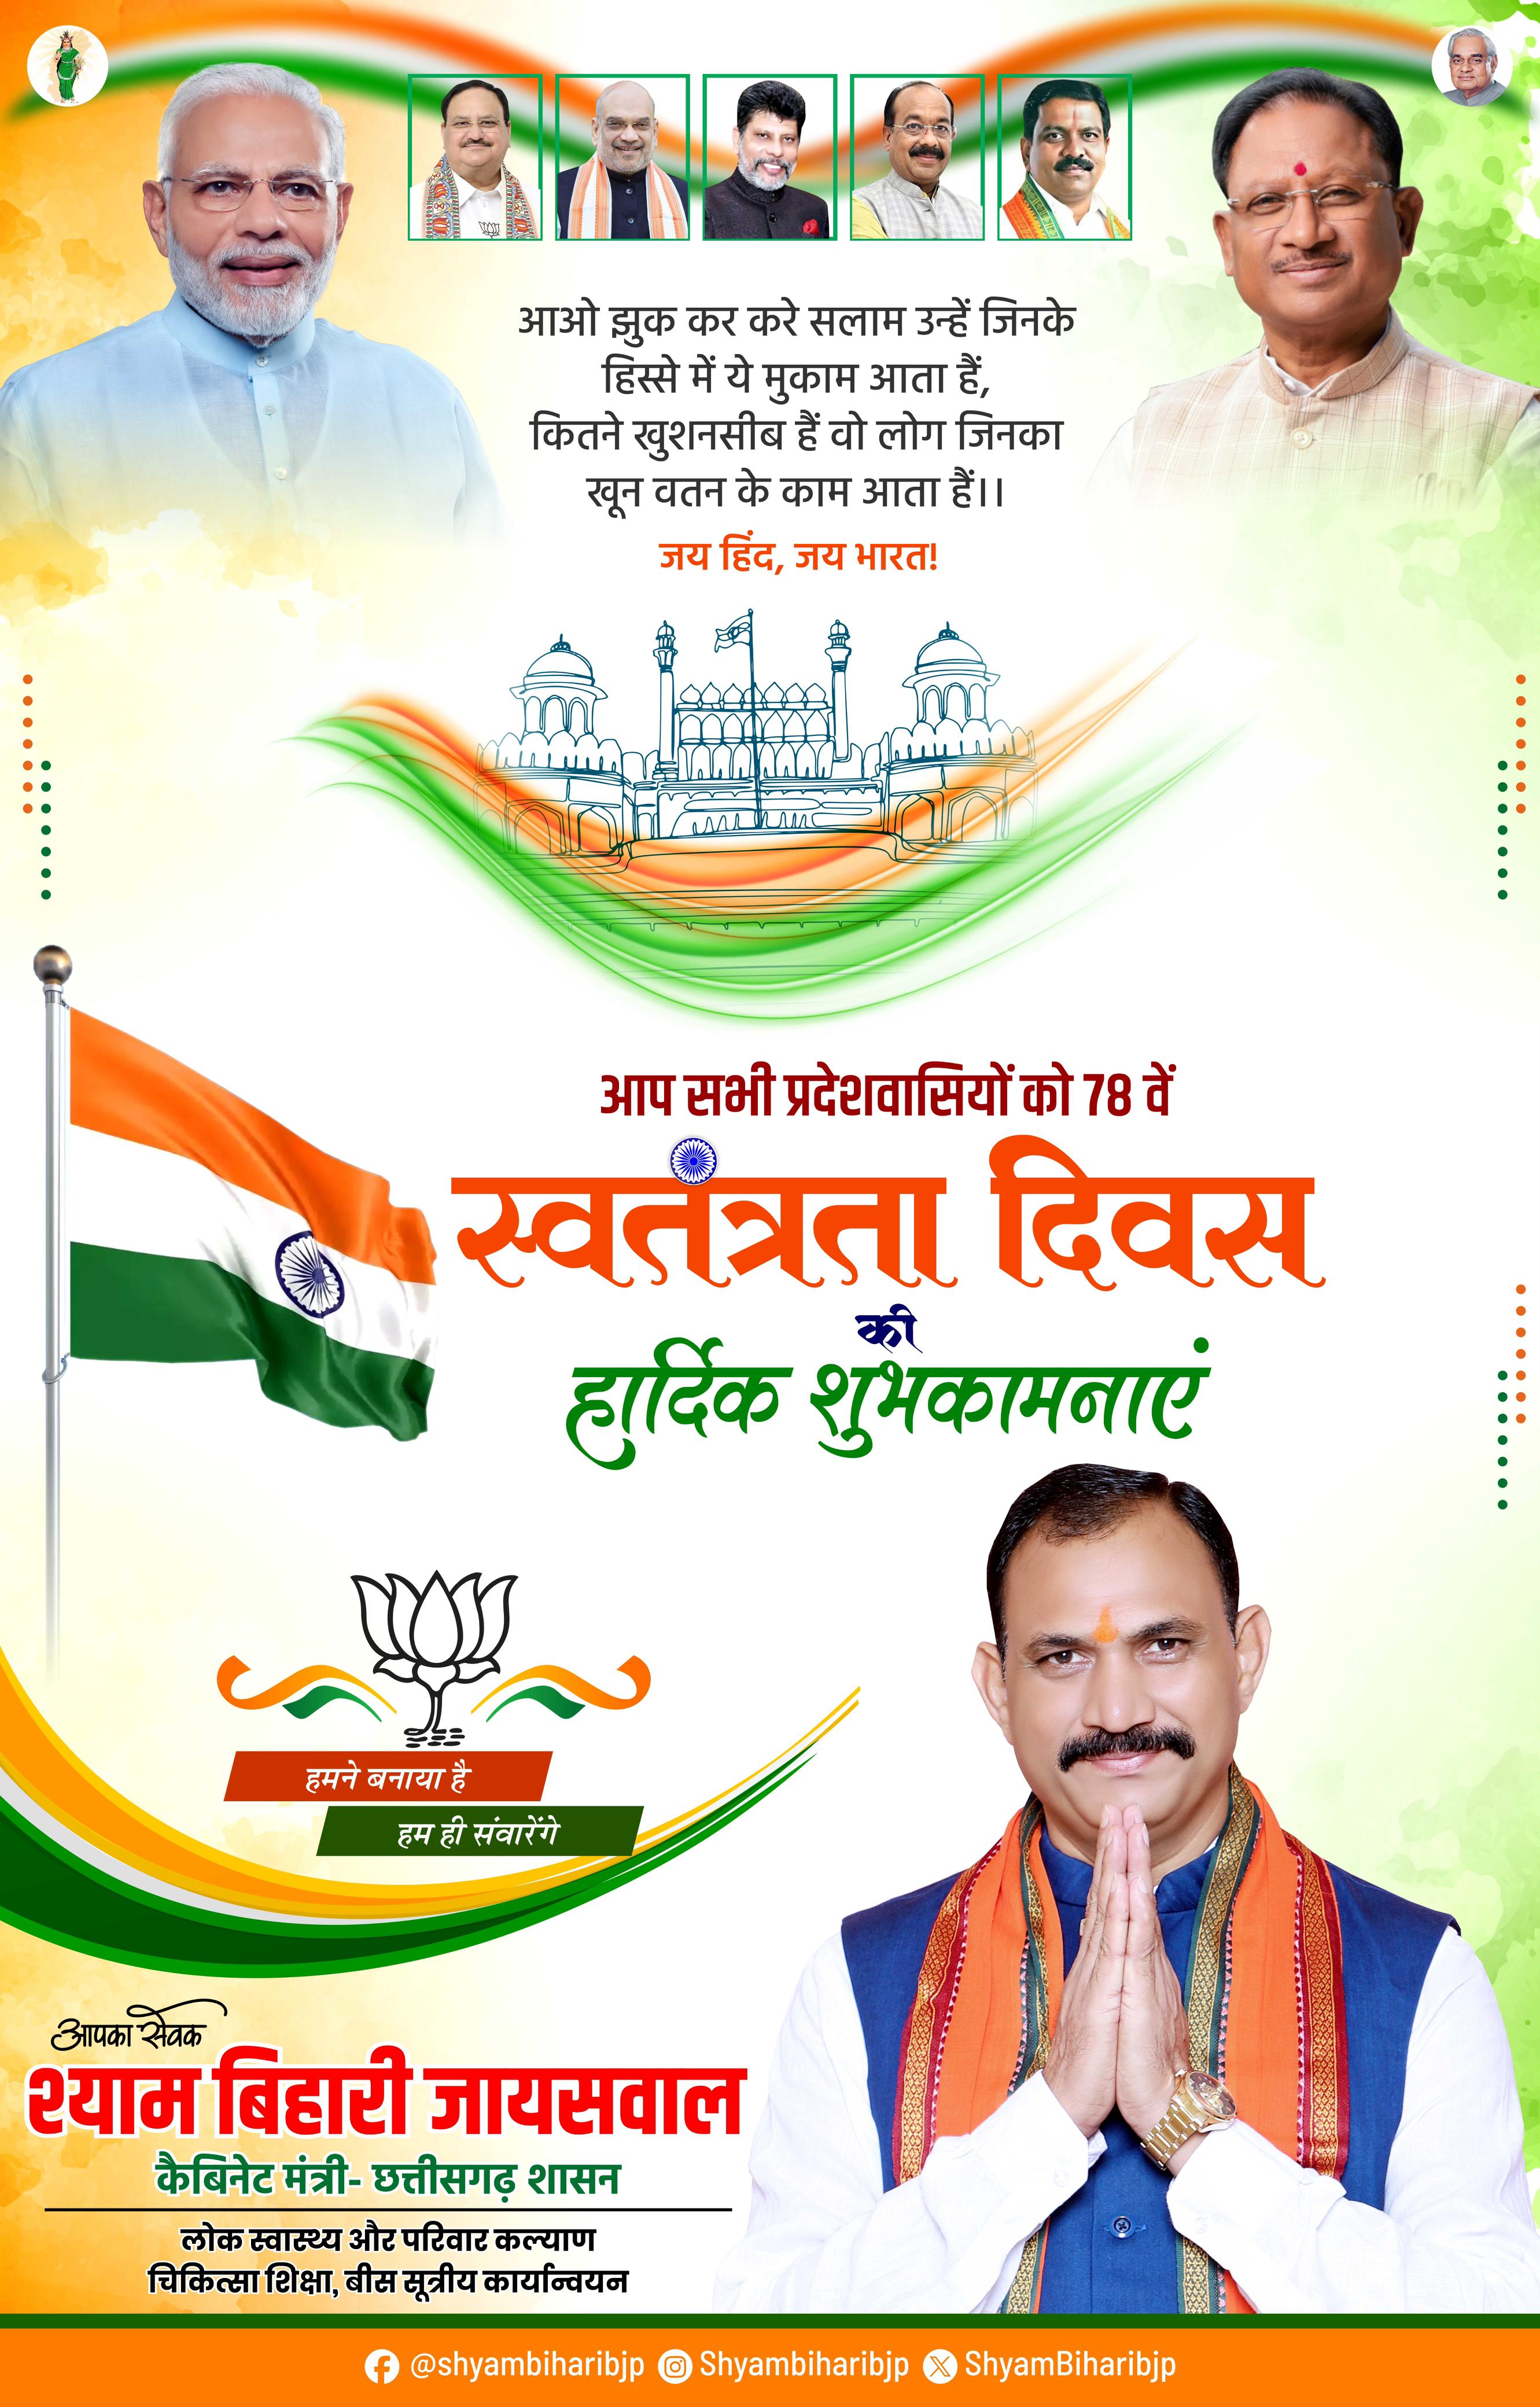 आओ झुक कर करे सलाम उन्हें जिनके
हिस्से में ये मुकाम आता हैं,
कितने खुशनसीब हैं वो लोग जिनका
खून वतन के काम आता हैं।।
जय हिंद, जय भारत!
आप सभी प्रदेशवासियों को 78 वें
स्वतंत्रता दिवस
की
हार्दिक शुभकामनाएं
हमने बनाया है
हम ही संवारेंगे
आपका सेवक
श्याम बिहारी जायसवाल
कैबिनेट मंत्री- छत्तीसगढ़ शासन
लोक स्वास्थ्य और परिवार कल्याण
चिकित्सा शिक्षा, बीस सूत्रीय कार्यान्वयन
@shyambiharibjp Shyambiharibjp ShyamBiharibjp